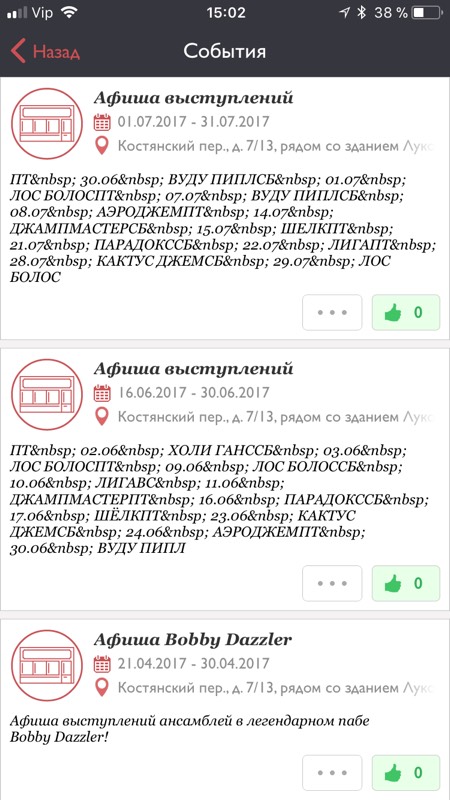 Vip 15:02 38 %
Назад События
Афиша выступлений
01.07.2017 - 31.07.2017
Костянский пер., д. 7/13, рядом со зданием
ПТ&nbsp; 30.06&nbsp; ВУДУ ПИПЛСБ&nbsp; 01.07&nbsp;
ЛОС БОЛОСПТ&nbsp; 07.07&nbsp; ВУДУ ПИПЛСБ&nbsp;
08.07&nbsp; АЭРОДЖЕМПТ&nbsp; 14.07&nbsp;
ДЖАМПМАСТЕРСБ&nbsp; 15.07&nbsp; ШЕЛКПТ&nbsp;
21.07&nbsp; ПАРАДОКССБ&nbsp; 22.07&nbsp; ЛИГАПТ&nbsp;
28.07&nbsp; КАКТУС ДЖЕМСБ&nbsp; 29.07&nbsp; ЛОС
БОЛОС
0
Афиша выступлений
16.06.2017 - 30.06.2017
Костянский пер., д. 7/13, рядом со зданием
ПТ&nbsp; 02.06&nbsp; ХОЛИ ГАНССБ&nbsp; 03.06&nbsp;
ЛОС БОЛОСПТ&nbsp; 09.06&nbsp; ЛОС БОЛОССБ&nbsp;
10.06&nbsp; ЛИГАВС&nbsp; 11.06&nbsp;
ДЖАМПМАСТЕРПТ&nbsp; 16.06&nbsp; ПАРАДОКССБ&nbsp;
17.06&nbsp; ШЁЛКПТ&nbsp; 23.06&nbsp; КАКТУС
ДЖЕМСБ&nbsp; 24.06&nbsp; АЭРОДЖЕМПТ&nbsp;
30.06&nbsp; ВУДУ ПИПЛ
0
Афиша Bobby Dazzler
21.04.2017 - 30.04.2017
Костянский пер., д. 7/13, рядом со зданием
Афиша выступлений ансамблей в легендарном пабе
Bobby Dazzler!
0